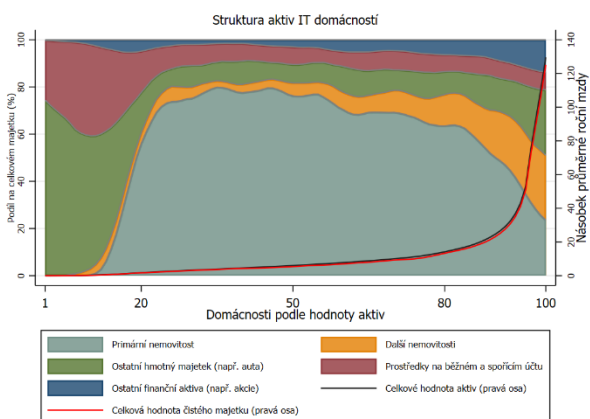 Struktura aktiv IT domácností
Podíl na celkovém majetku (%)
100
80
60
40
20
0
140
120
100
80
60
40
20
0
Násobek průměrné roční mzdy
1
20
50
80
100
Domácnosti podle hodnoty aktiv
Primární nemovitost
Další nemovitosti
Ostatní hmotný majetek (např. auta)
Prostředky na běžném a spořicím účtu
Ostatní finanční aktiva (např. akcie)
Celkové hodnota aktiv (pravá osa)
Celková hodnota čistého majetku (pravá osa)